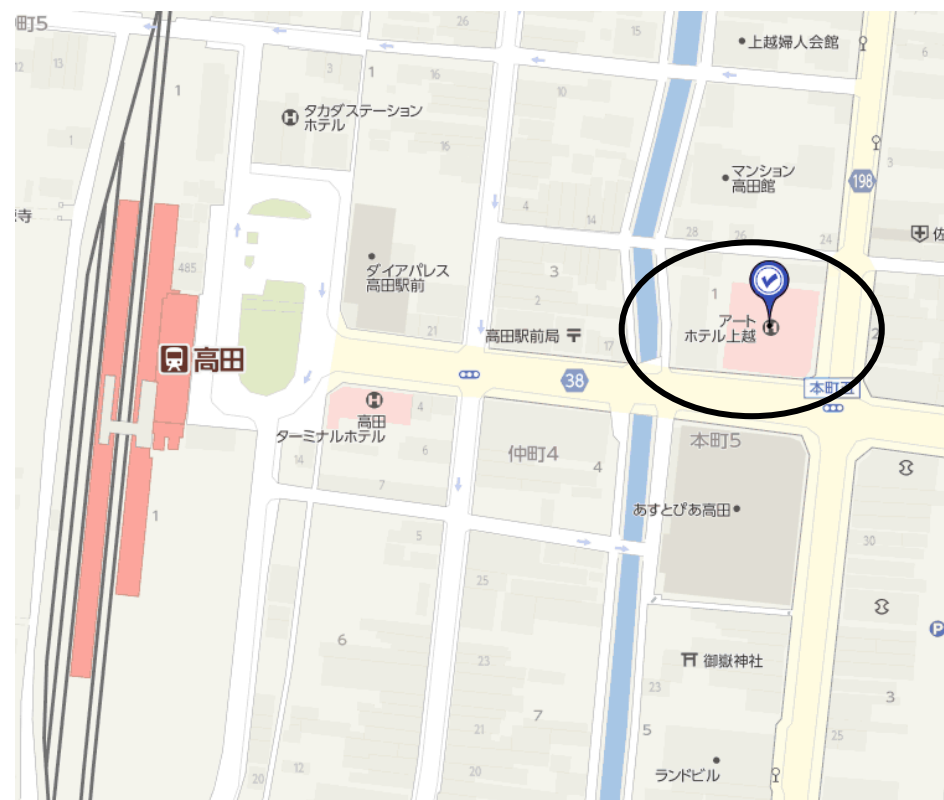 町5
26
15
上越婦人会館
6
12
13
1
3
1
16
10
タカダステーション
ホテル
1
16
3
マンション
高田館
198
寺
4
14
28
26
24
佐
485
ダイアパレス
高田駅前
3
2
1
アート
ホテル上越
高田駅前局
21
17
2
高田
38
本町五
高田
ターミナルホテル
4
6
14
7
仲町4
4
本町5
あすとぴあ高田
1
5
30
25
6
23
7
御嶽神社
23
3
21
5
25
12
20
20
ランドビル
P